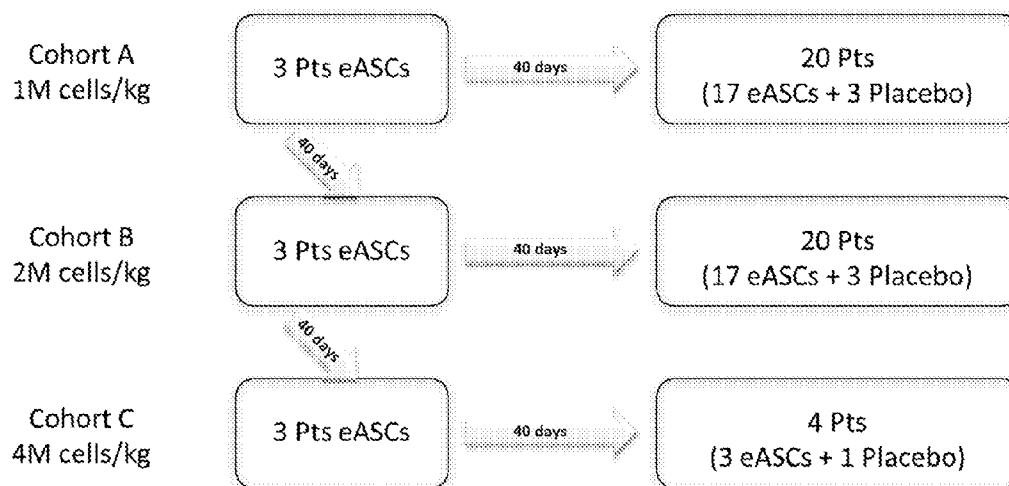 Cohort A
1M cells/kg
3 Pts eASCs
40 days
20 Pts
(17 eASCs + 3 Placebo)
40 days
Cohort B
2M cells/kg
3 Pts eASCs
40 days
20 Pts
(17 eASCs + 3 Placebo)
40 days
Cohort C
4M cells/kg
3 Pts eASCs
40 days
4 Pts
(3 eASCs + 1 Placebo)